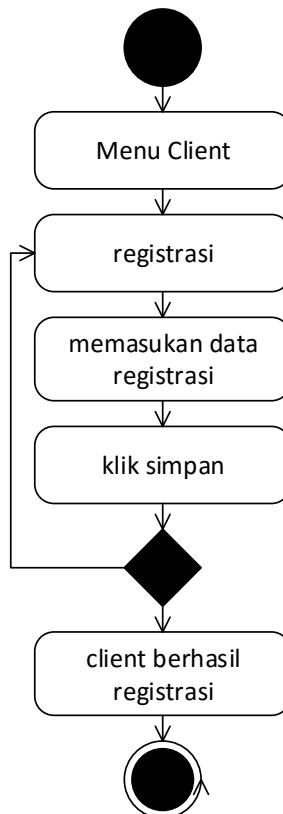 Menu Client
registrasi
memasukan data
registrasi
klik simpan
client berhasil
registrasi